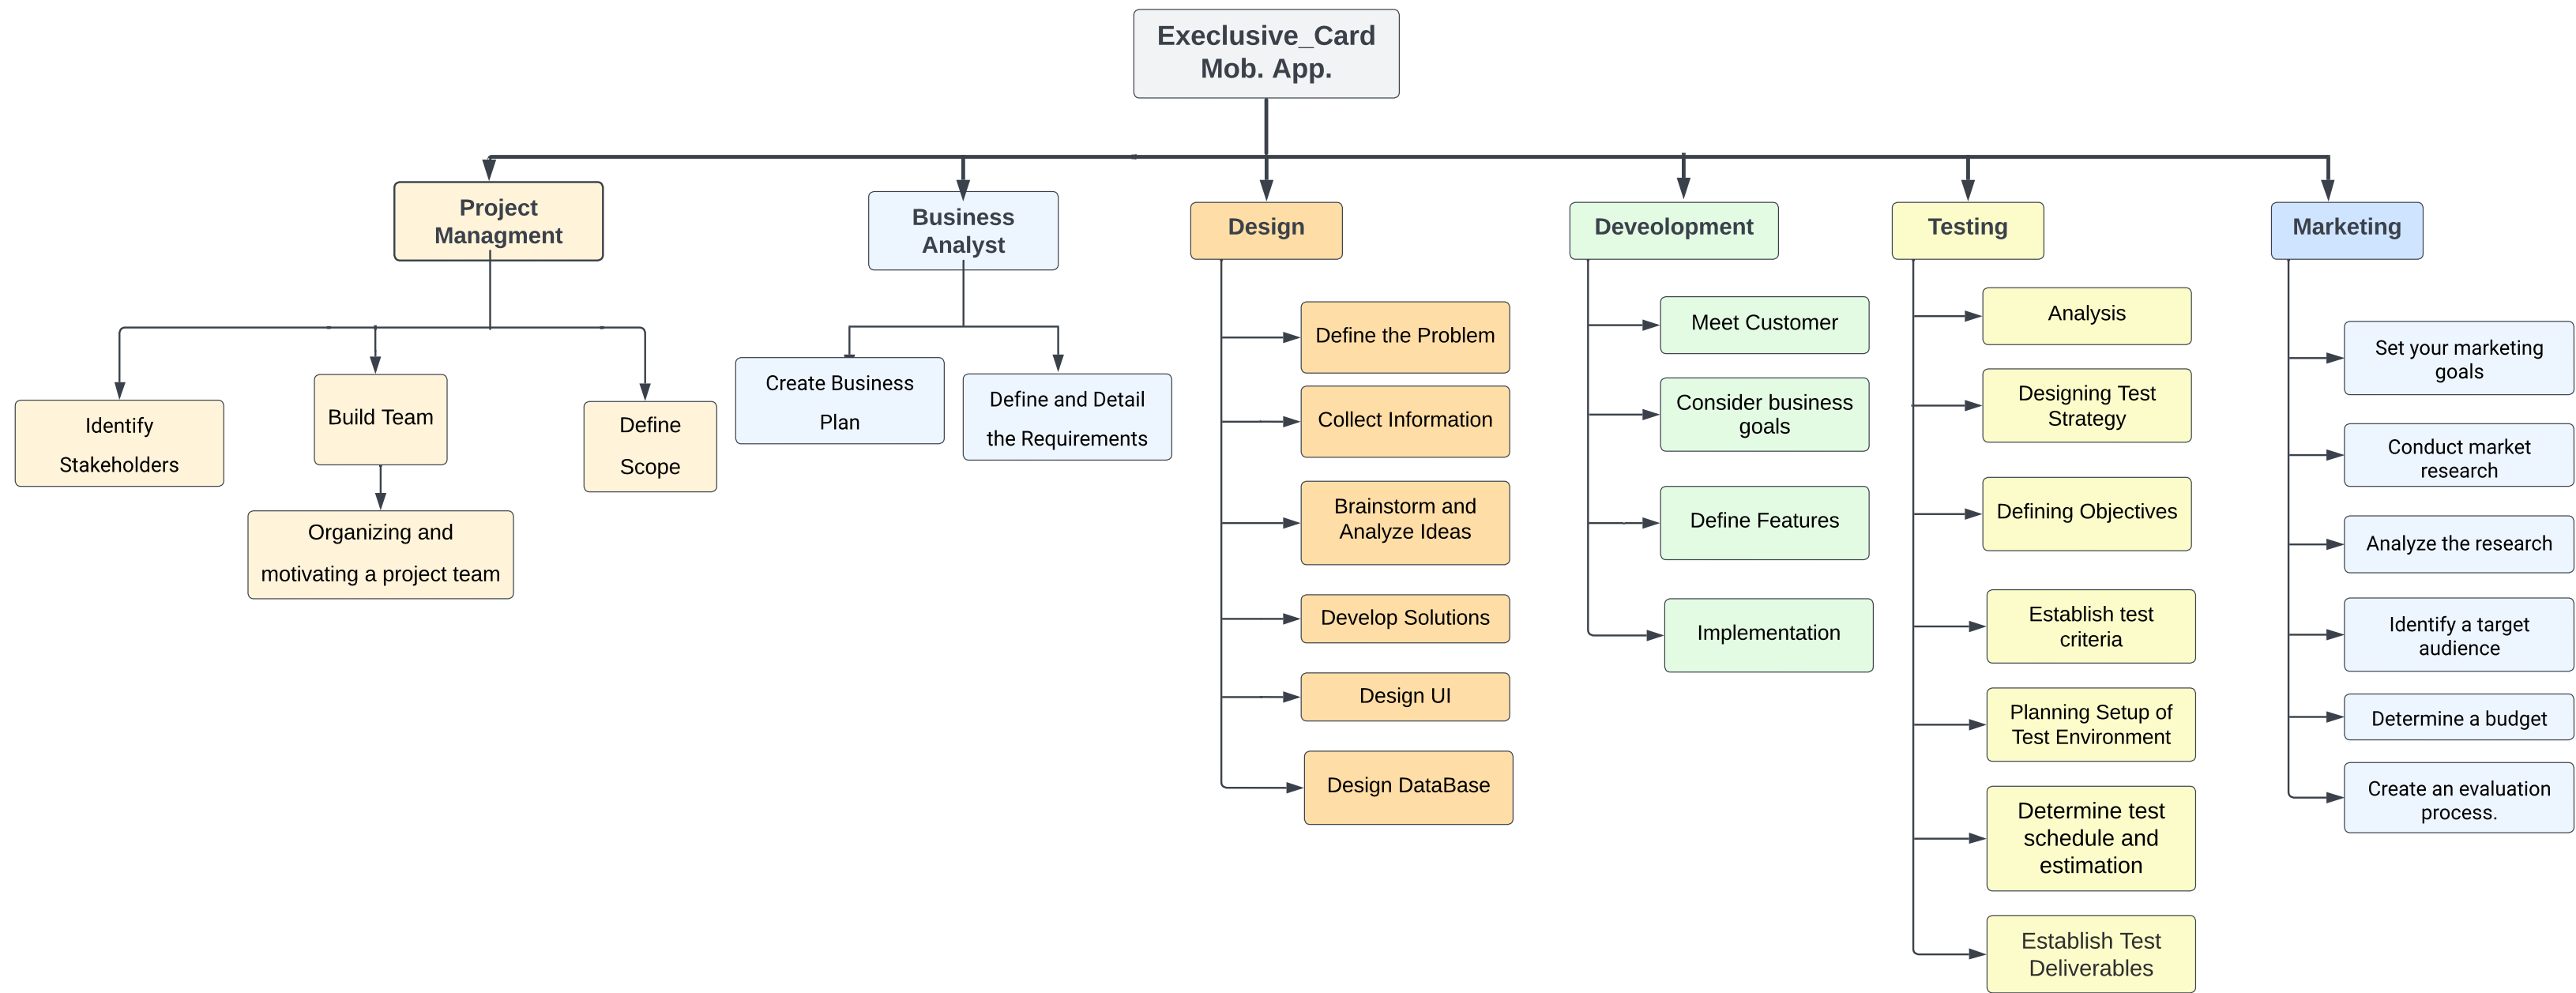 Execlusive_Card
Mob. App.
Project
Managment
Identify
Stakeholders
Build Team
Organizing and
motivating a project team
Define
Scope
Business
Analyst
Create Business
Plan
Define and Detail
the Requirements
Design
Define the Problem
Collect Information
Brainstorm and
Analyze Ideas
Develop Solutions
Design UI
Design DataBase
Deveolopment
Meet Customer
Consider business
goals
Define Features
Implementation
Testing
Analysis
Designing Test
Strategy
Defining Objectives
Establish test
criteria
Planning Setup of
Test Environment
Determine test
schedule and
estimation
Establish Test
Deliverables
Marketing
Set your marketing
goals
Conduct market
research
Analyze the research
Identify a target
audience
Determine a budget
Create an evaluation
process.